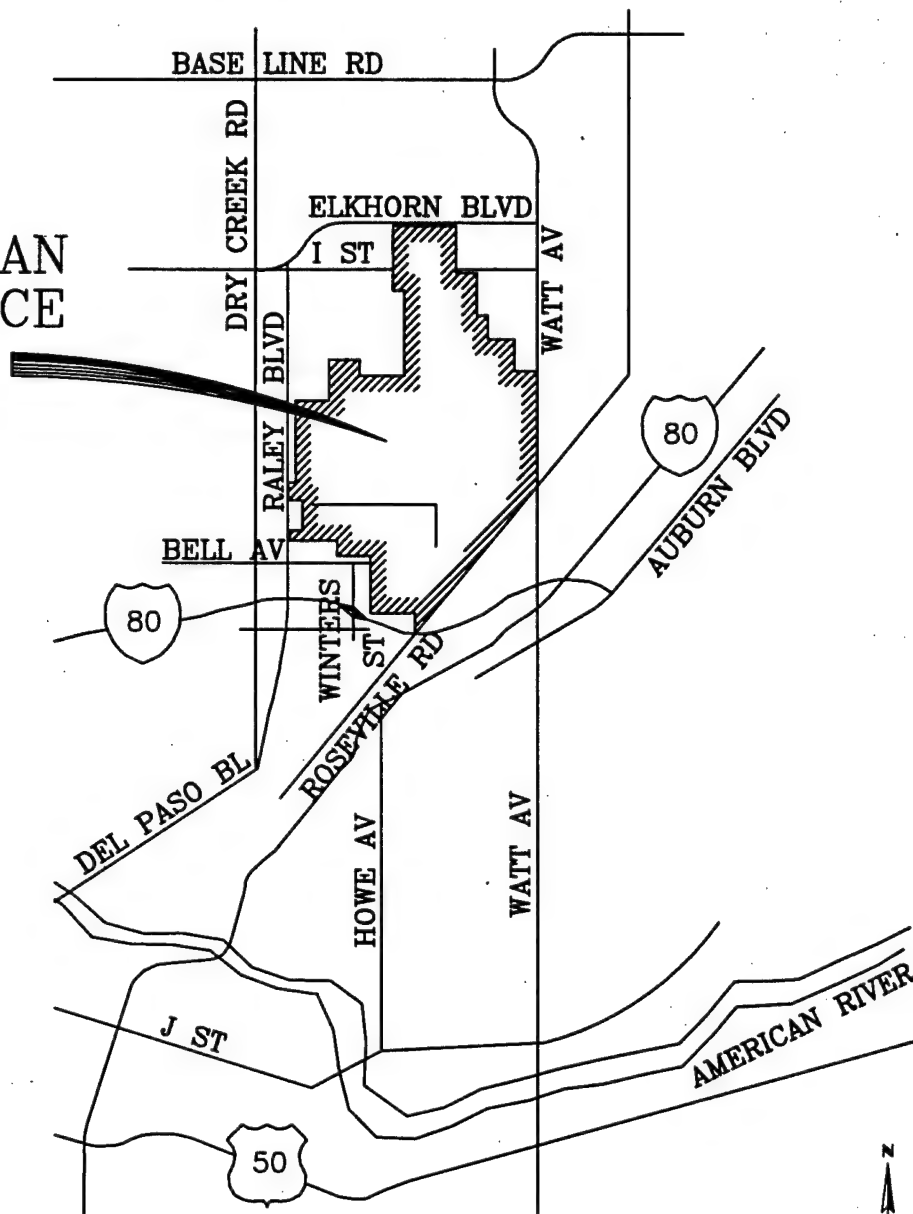 BASE LINE RD
DRY CREEK RD
ELKHORN BLVD
I ST
AN
CE
WATT AV
RALEY BLVD
80
AUBURN BLVD
BELL AV
80
WINTERS
ST
ROSEVILLE RD
DEL PASO BL
HOWE AV
WATT AV
J ST
AMERICAN RIVER
50
N